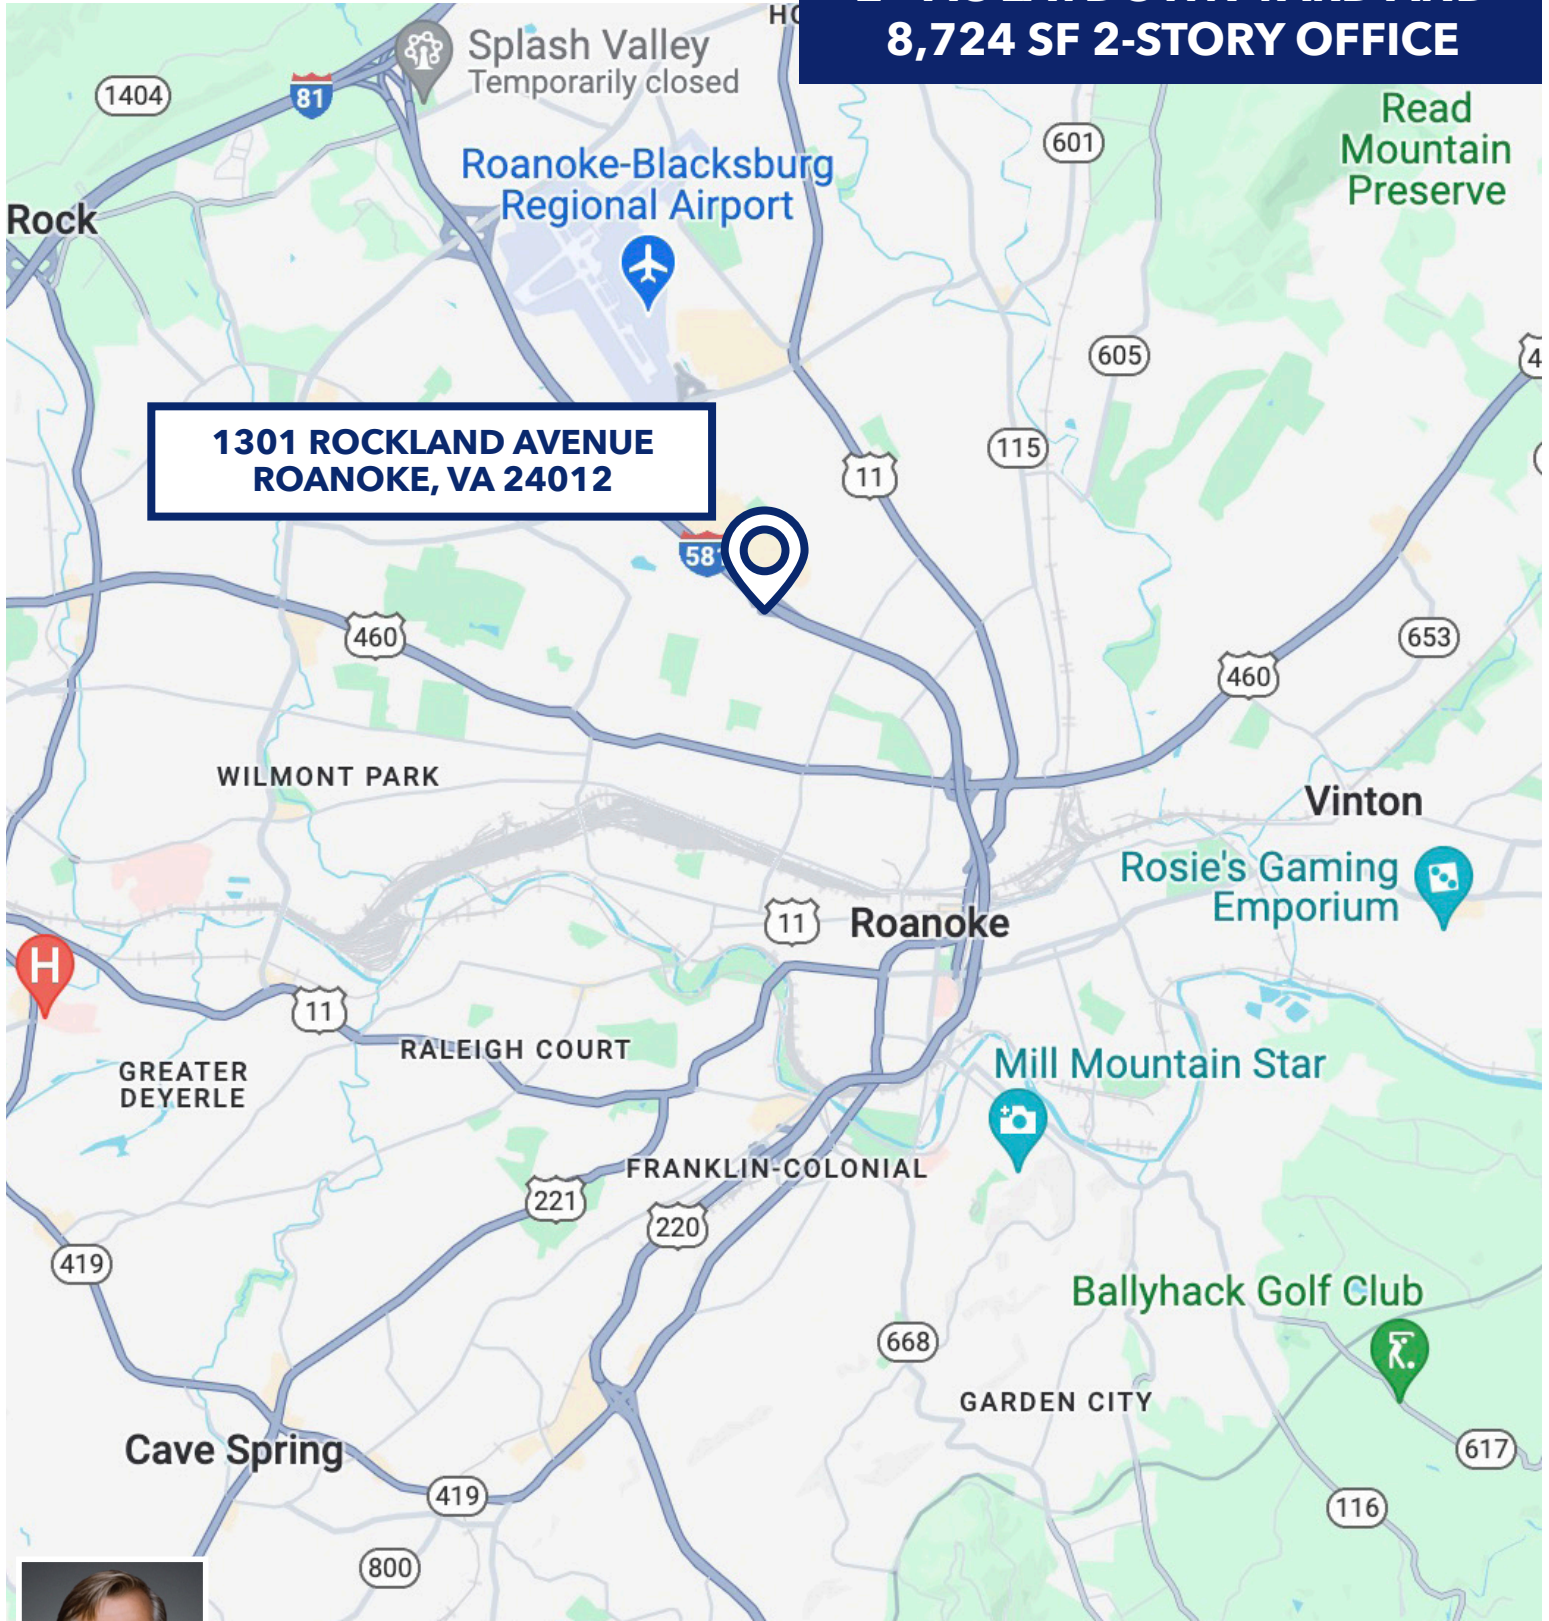 8,724 SF 2-STORY OFFICE
Splash Valley
Temporarily closed
1404
81
Read
Mountain
Preserve
601
Roanoke-Blacksburg
Regional Airport
Rock
605
1301 ROCKLAND AVENUE
ROANOKE, VA 24012
115
11
581
460
653
460
WILMONT PARK
Vinton
Rosie's Gaming
Emporium
11
Roanoke
H
11
RALEIGH COURT
GREATER
DEYERLE
Mill Mountain Star
FRANKLIN-COLONIAL
221
220
419
Ballyhack Golf Club
668
GARDEN CITY
Cave Spring
617
419
116
800